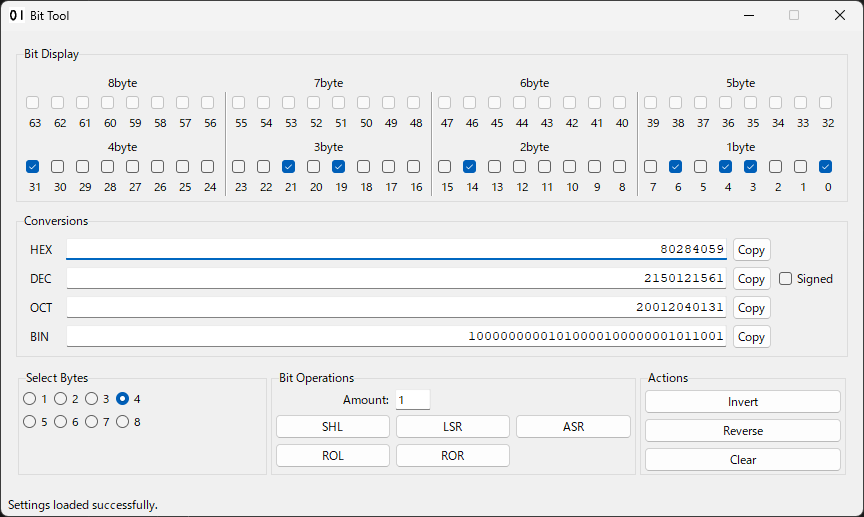 01 Bit Tool
Bit Display
8byte 7byte 6byte 5byte
63 62 61 60 59 58 57 56 55 54 53 52 51 50 49 48 47 46 45 44 43 42 41 40 39 38 37 36 35 34 33 32
4byte 3byte 2byte 1byte
31 30 29 28 27 26 25 24 23 22 21 20 19 18 17 16 15 14 13 12 11 10 9 8 7 6 5 4 3 2 1 0
Conversions
HEX 80284059 Copy
DEC 2150121561 Copy Signed
OCT 20012040131 Copy
BIN 10000000001010000100000001011001 Copy
Select Bytes Bit Operations Actions
1 2 3 4 Amount: 1 Invert
5 6 7 8 SHL LSR ASR Reverse
ROL ROR Clear
Settings loaded successfully.